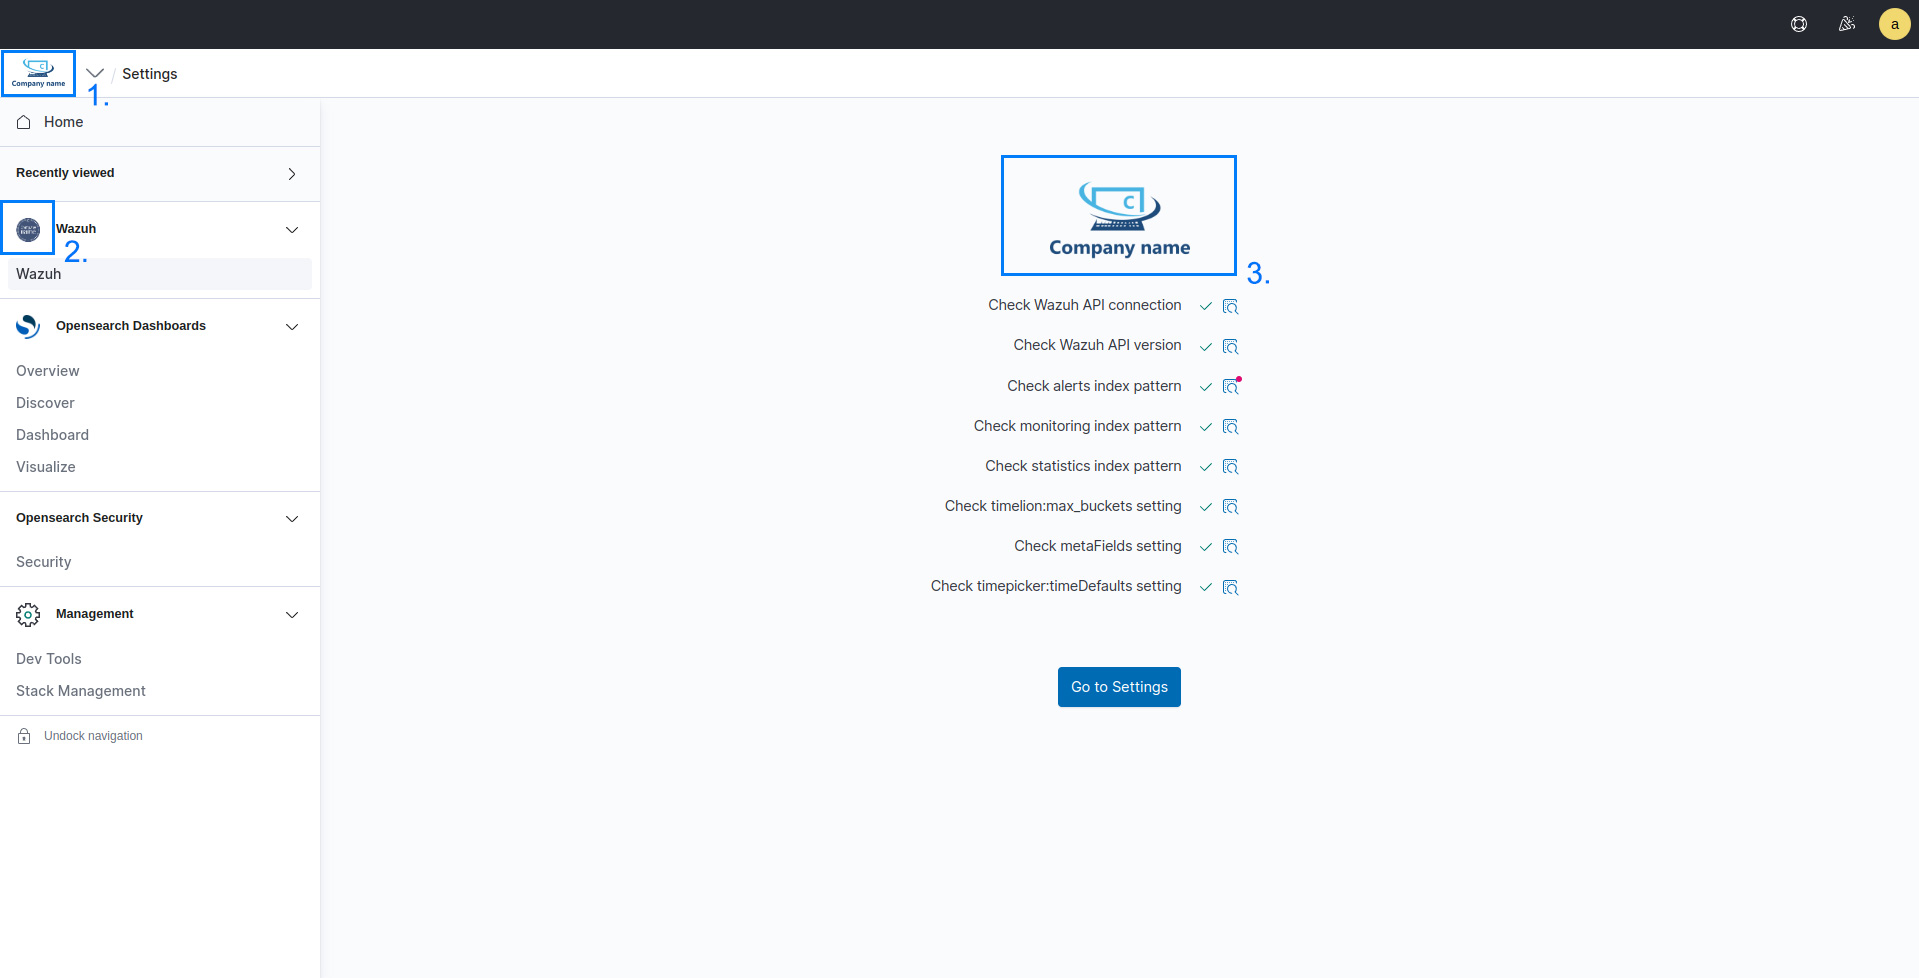 a
C
Company name
Settings
1.
Home
Recently viewed
Wazuh
2.
Wazuh
Opensearch Dashboards
Overview
Discover
Dashboard
Visualize
Opensearch Security
Security
Management
Dev Tools
Stack Management
Undock navigation
C
Company name
3.
Check Wazuh API connection
Check Wazuh API version
Check alerts index pattern
Check monitoring index pattern
Check statistics index pattern
Check timelion:max_buckets setting
Check metaFields setting
Check timepicker:timeDefaults setting
Go to Settings